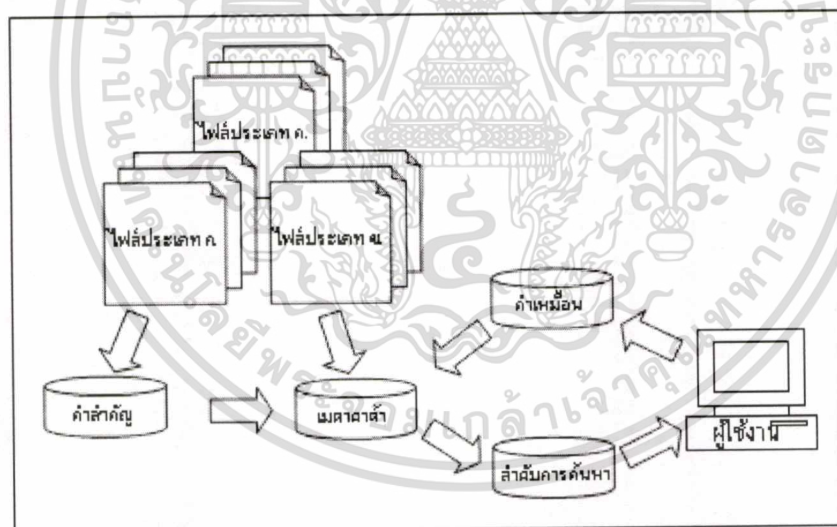 ไฟล์ประเภท ค.
ไฟล์ประเภท ก.
ไฟล์ประเภท ข.
คำเหมือน
คำสำคัญ
เมตาดาต้า
ลำดับการค้นหา
ผู้ใช้งาน